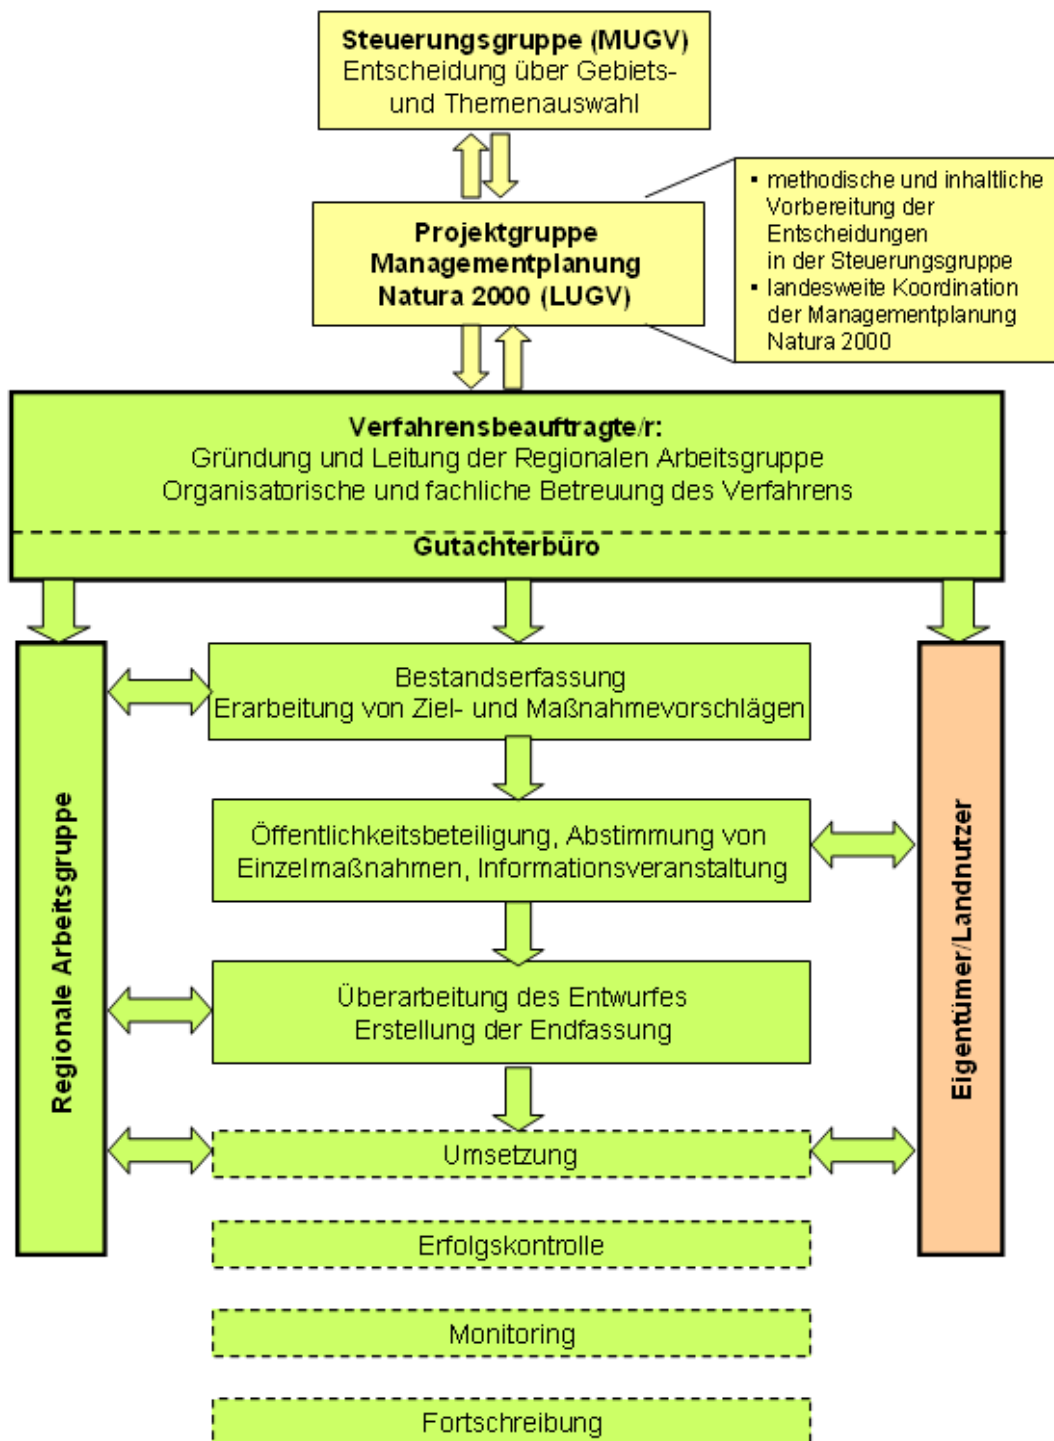 Steuerungsgruppe (MUGV)
Entscheidung über Gebiets-
und Themenauswahl
Projektgruppe
Managementplanung
Natura 2000 (LUGV)
▪ methodische und inhaltliche
Vorbereitung der
Entscheidungen
in der Steuerungsgruppe
▪ landesweite Koordination
der Managementplanung
Natura 2000
Verfahrensbeauftragte/r:
Gründung und Leitung der Regionalen Arbeitsgruppe
Organisatorische und fachliche Betreuung des Verfahrens
Gutachterbüro
Regionale Arbeitsgruppe
Bestandserfassung
Erarbeitung von Ziel- und Maßnahmevorschlägen
Öffentlichkeitsbeteiligung, Abstimmung von
Einzelmaßnahmen, Informationsveranstaltung
Überarbeitung des Entwurfes
Erstellung der Endfassung
Umsetzung
Erfolgskontrolle
Monitoring
Fortschreibung
Eigentümer/Landnutzer